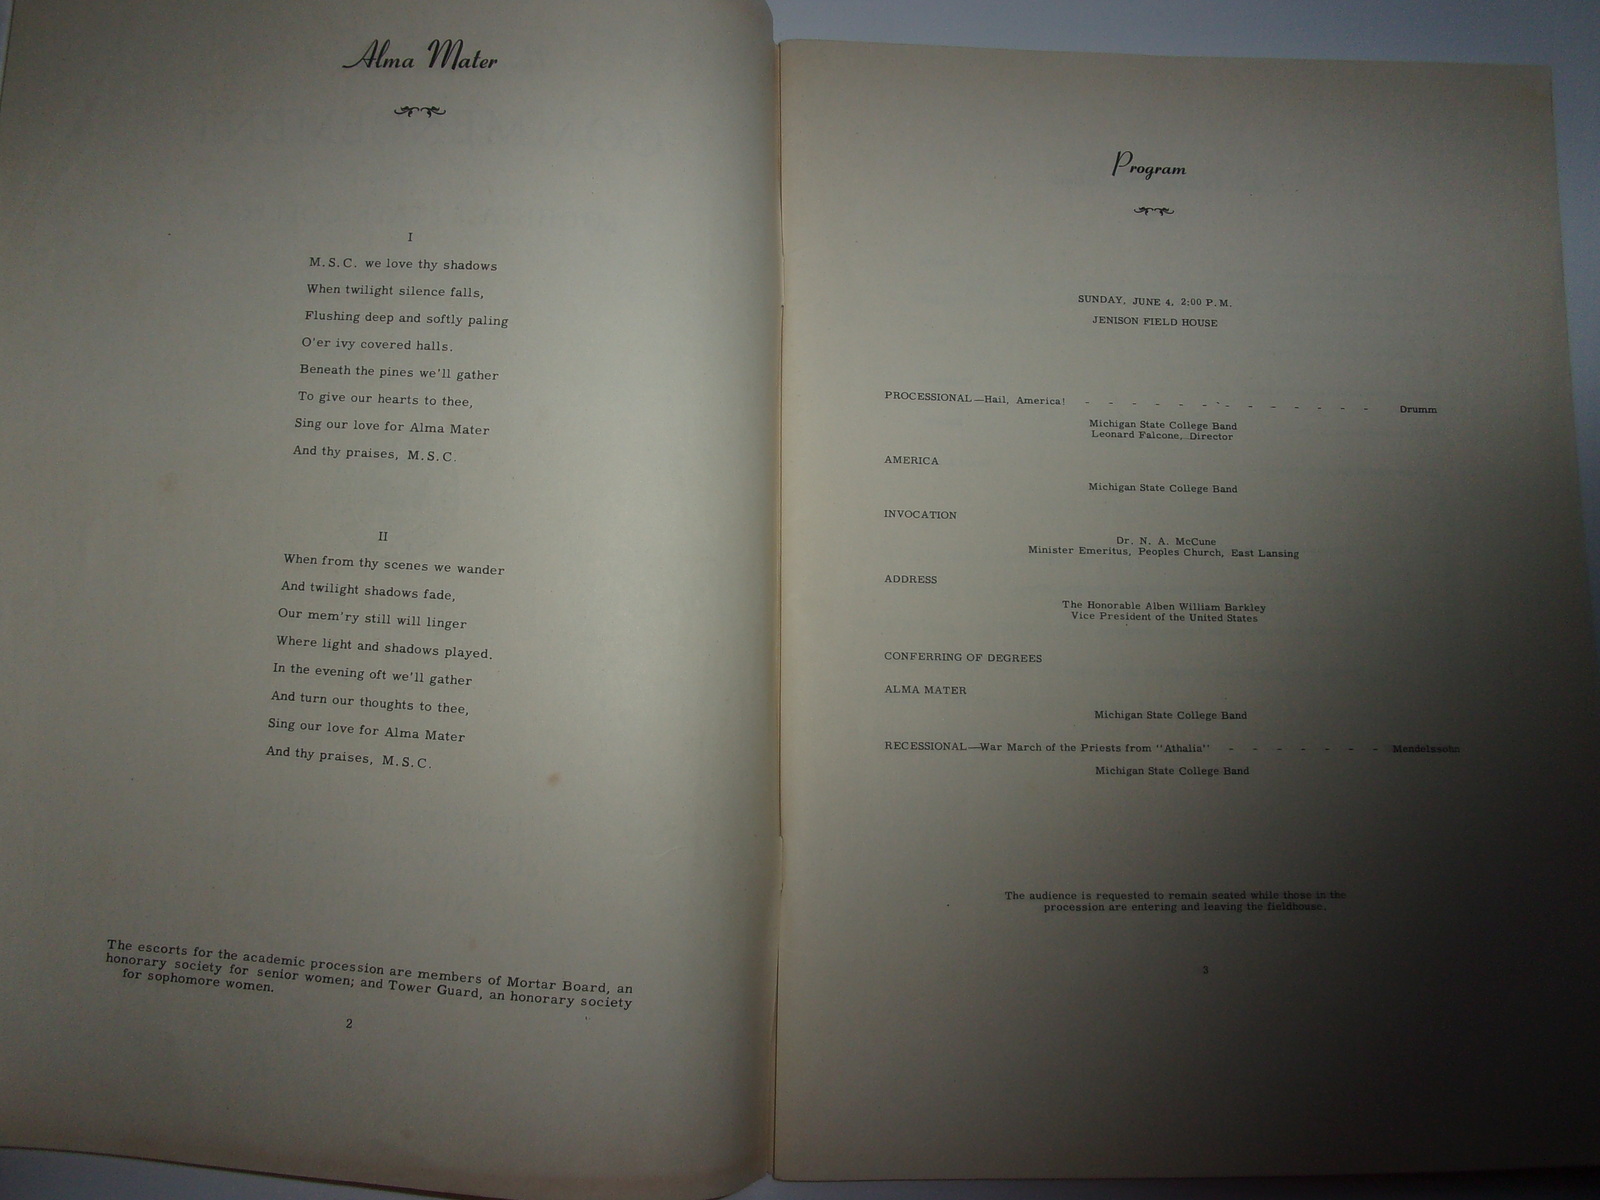 Alma Mater
I
M.S.C. we love thy shadows
When twilight silence falls,
Flushing deep and softly paling
O'er ivy covered halls.
Beneath the pines we'll gather
To give our hearts to thee,
Sing our love for Alma Mater
And thy praises, M.S.C.
II
When from thy scenes we wander
And twilight shadows fade,
Our mem'ry still will linger
Where light and shadows played.
In the evening oft we'll gather
And turn our thoughts to thee,
Sing our love for Alma Mater
And thy praises, M.S.C.
The escorts for the academic procession are members of Mortar Board, an
honorary society for senior women; and Tower Guard, an honorary society
for sophomore women.
2
Program
SUNDAY, JUNE 4, 2:00 P.M.
JENISON FIELD HOUSE
PROCESSIONAL—Hail, America! - - - - - - - - - - - - - Drumm
Michigan State College Band
Leonard Falcone, Director
AMERICA
Michigan State College Band
INVOCATION
Dr. N. A. McCune
Minister Emeritus, Peoples Church, East Lansing
ADDRESS
The Honorable Alben William Barkley
Vice President of the United States
CONFERRING OF DEGREES
ALMA MATER
Michigan State College Band
RECESSIONAL—War March of the Priests from "Athalia" - - - - - - - Mendelssohn
Michigan State College Band
The audience is requested to remain seated while those in the
procession are entering and leaving the fieldhouse.
3